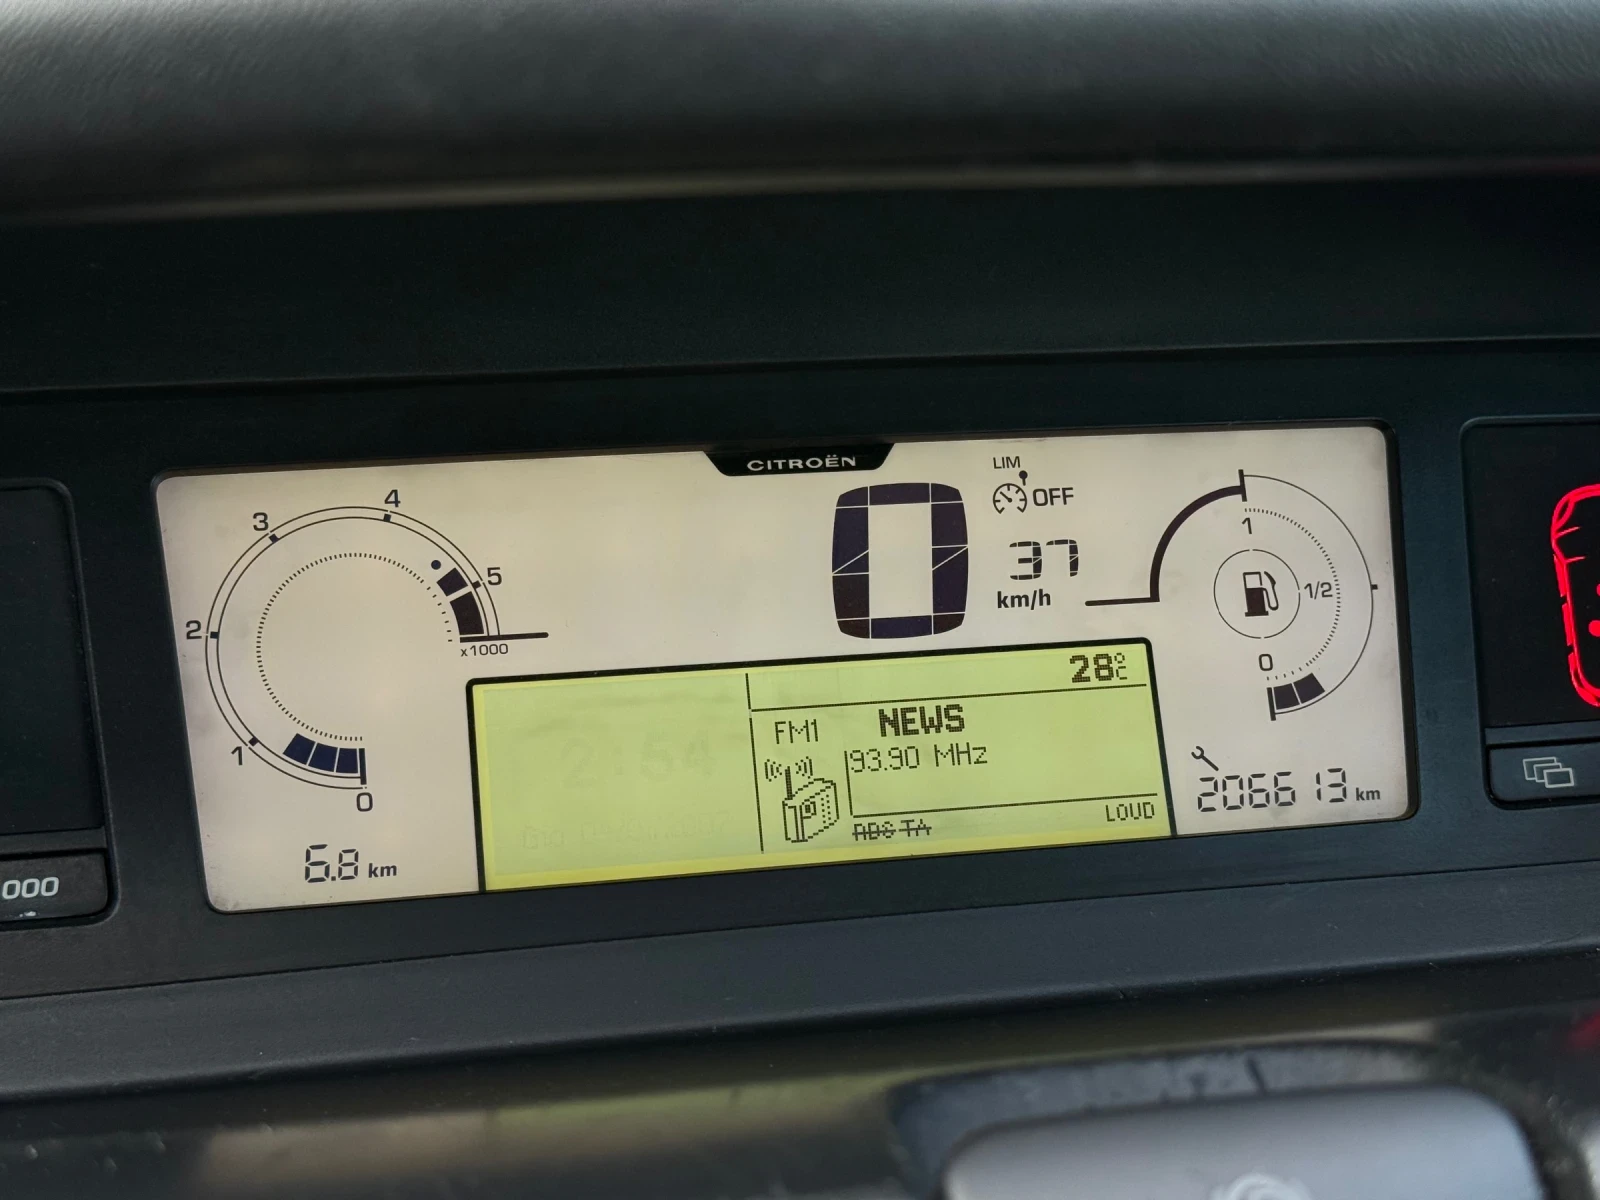 CITROËN
LIM
OFF
0
37
km/h
4
3
5
2
x1000
1
0
6.8 km
28°C
FM1
NEWS
93.90 MHz
RDS TA
LOUD
1
1/2
0
206613 km
000